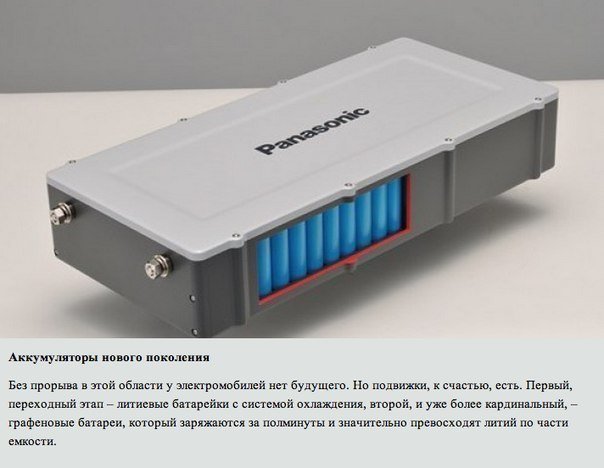 Panasonic
Аккумуляторы нового поколения
Без прорыва в этой области у электромобилей нет будущего. Но подвижки, к счастью, есть. Первый,
переходный этап – литиевые батарейки с системой охлаждения, второй, и уже более кардинальный, –
графеновые батареи, который заряжаются за полминуты и значительно превосходят литий по части
емкости.